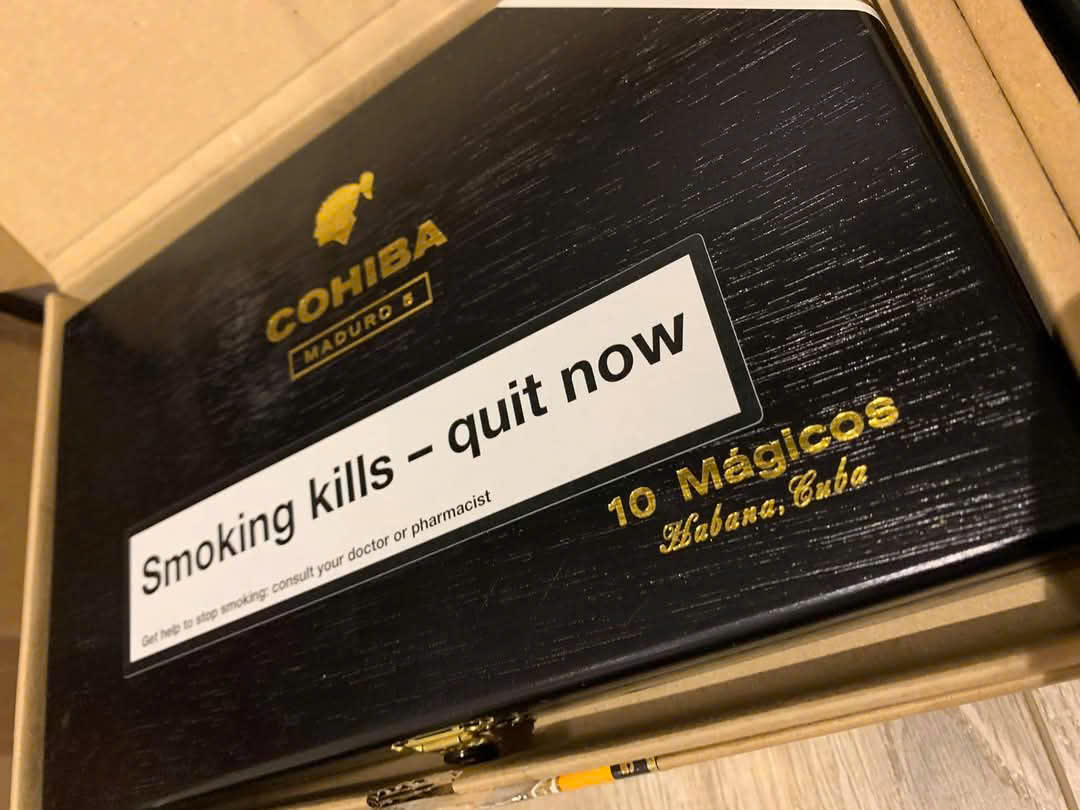 COHIBA
MADURO 5
Smoking kills – quit now
Get help to stop smoking: consult your doctor or pharmacist
10 Mágicos
Habana, Cuba